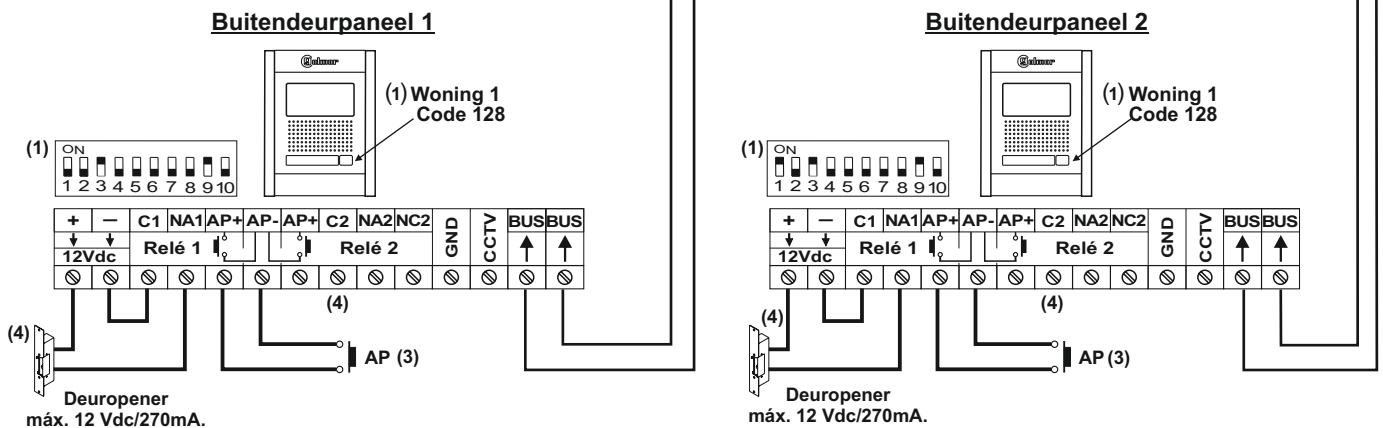 Buitendeurpaneel 1
Golmar
(1) Woning 1
Code 128
(1)
ON
1 2 3 4 5 6 7 8 9 10
+ — C1 NA1 AP+ AP- AP+ C2 NA2 NC2 GND CCTV BUS BUS
12Vdc Relé 1 Relé 2
(4)
(4)
AP (3)
Deuropener
máx. 12 Vdc/270mA.
Buitendeurpaneel 2
Golmar
(1) Woning 1
Code 128
(1)
ON
1 2 3 4 5 6 7 8 9 10
+ — C1 NA1 AP+ AP- AP+ C2 NA2 NC2 GND CCTV BUS BUS
12Vdc Relé 1 Relé 2
(4)
(4)
AP (3)
Deuropener
máx. 12 Vdc/270mA.